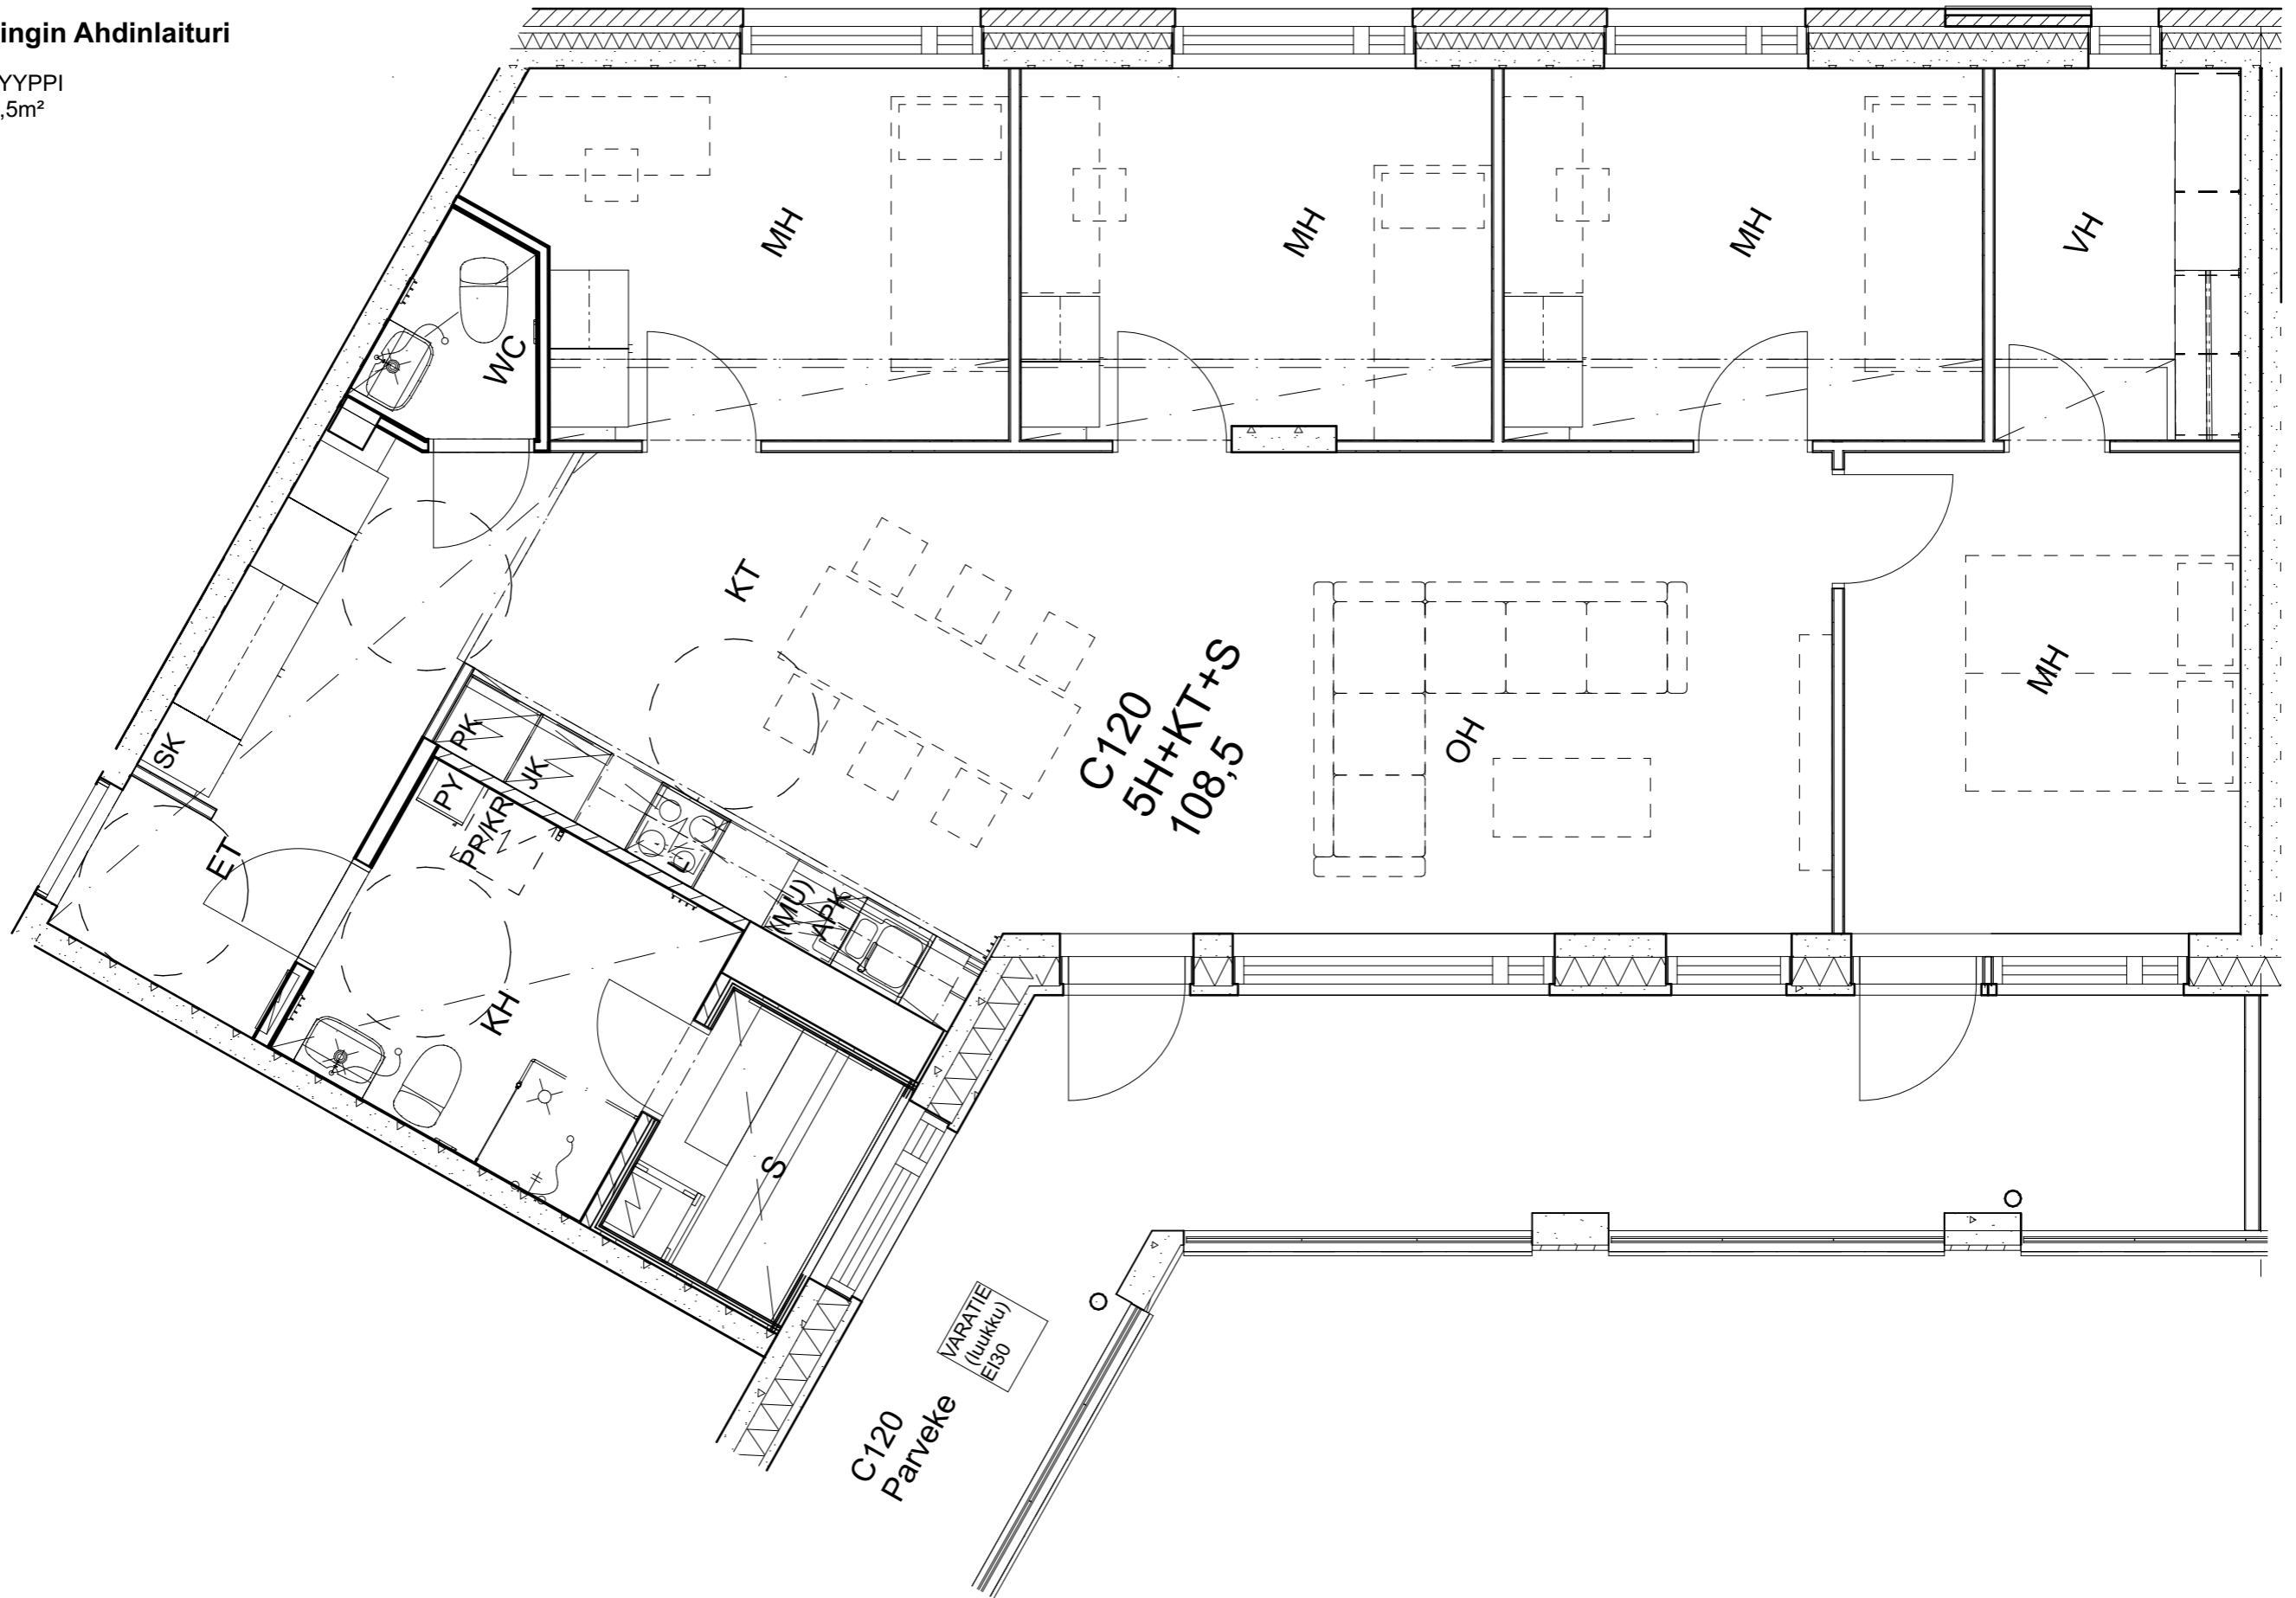 ingin Ahdinlaituri
YYPPI
,5m²
MH
MH
MH
VH
WC
KT
C120
5H+KT+S
108,5
OH
MH
SK
PK
JK
PY
PR/KR
ET
L
(MU)
APK
KH
S
VARATIE
(luukku)
EI30
C120
Parveke